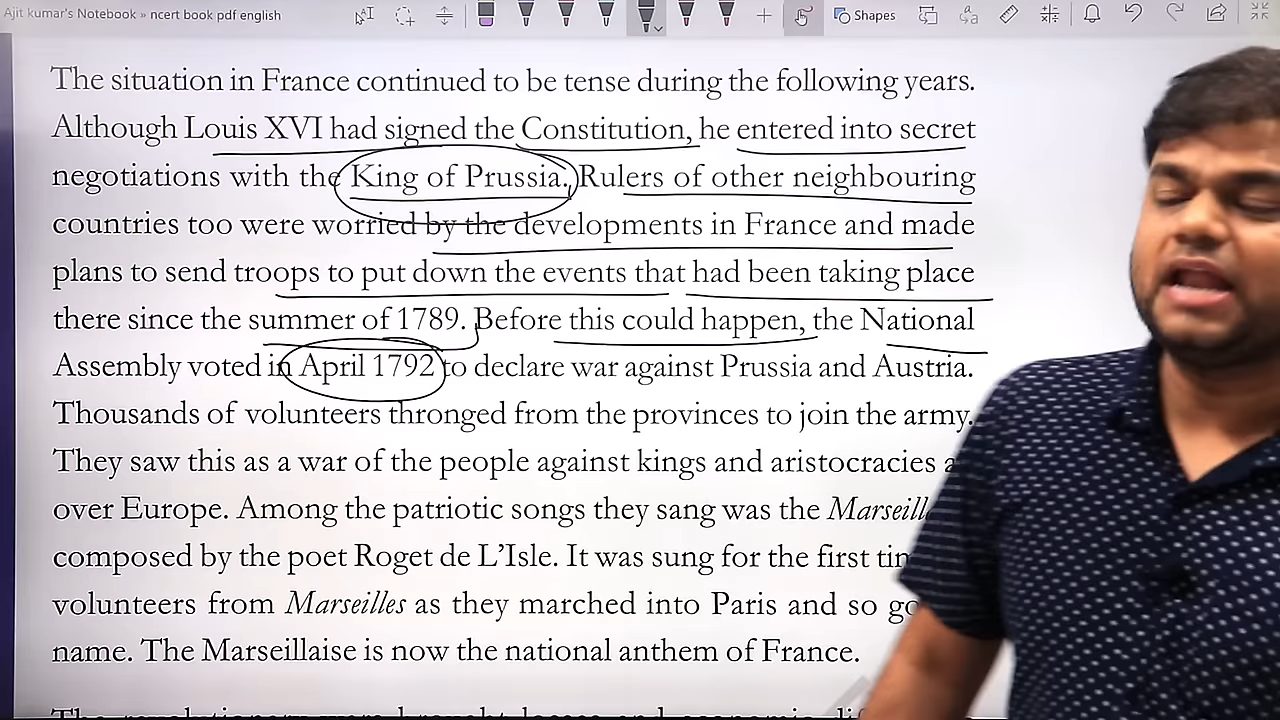 Ajit kumar's Notebook » ncert book pdf english
Shapes
The situation in France continued to be tense during the following years.
Although Louis XVI had signed the Constitution, he entered into secret
negotiations with the King of Prussia. Rulers of other neighbouring
countries too were worried by the developments in France and made
plans to send troops to put down the events that had been taking place
there since the summer of 1789. Before this could happen, the National
Assembly voted in April 1792 to declare war against Prussia and Austria.
Thousands of volunteers thronged from the provinces to join the army.
They saw this as a war of the people against kings and aristocracies
over Europe. Among the patriotic songs they sang was the
composed by the poet Roget de L’Isle. It was sung for the first
volunteers from Marseilles as they marched into Paris and so
name. The Marseillaise is now the national anthem of France.